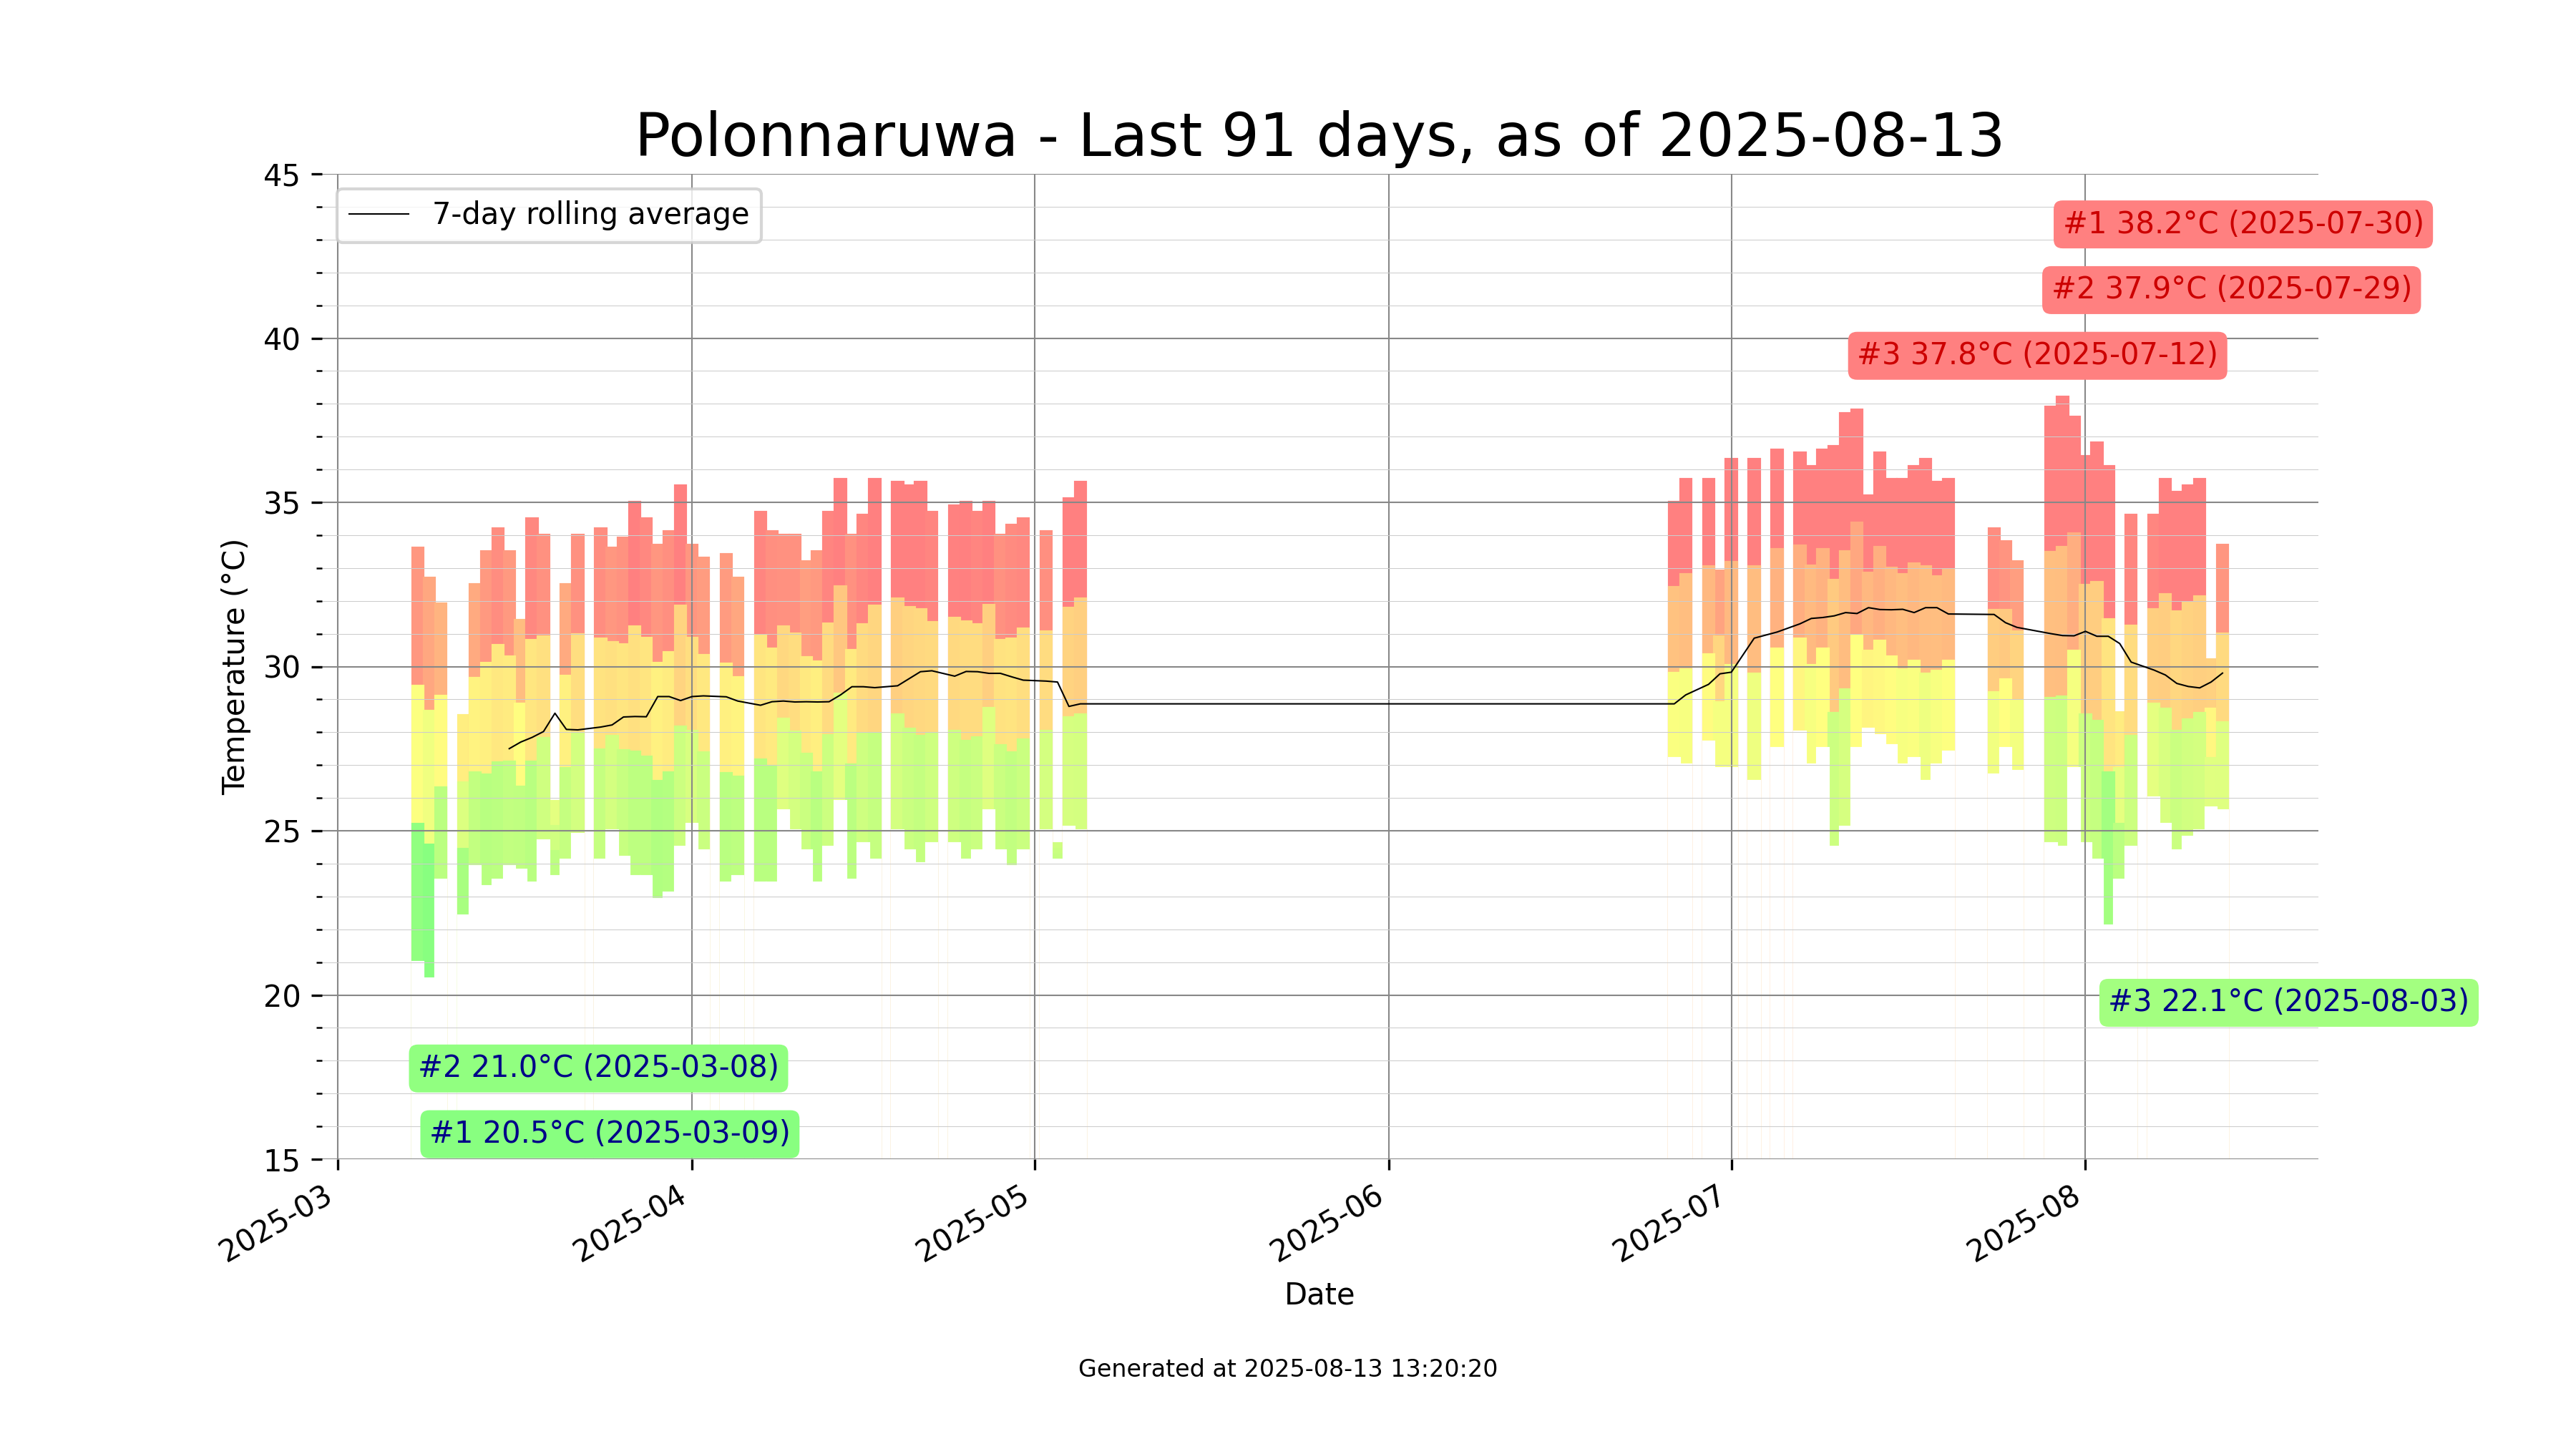 Polonnaruwa - Last 91 days, as of 2025-08-13
45
7-day rolling average
#1 38.2°C (2025-07-30)
#2 37.9°C (2025-07-29)
40
#3 37.8°C (2025-07-12)
35
Temperature (°C)
30
25
20
#3 22.1°C (2025-08-03)
#2 21.0°C (2025-03-08)
#1 20.5°C (2025-03-09)
15
2025-03
2025-04
2025-05
2025-06
2025-07
2025-08
Date
Generated at 2025-08-13 13:20:20